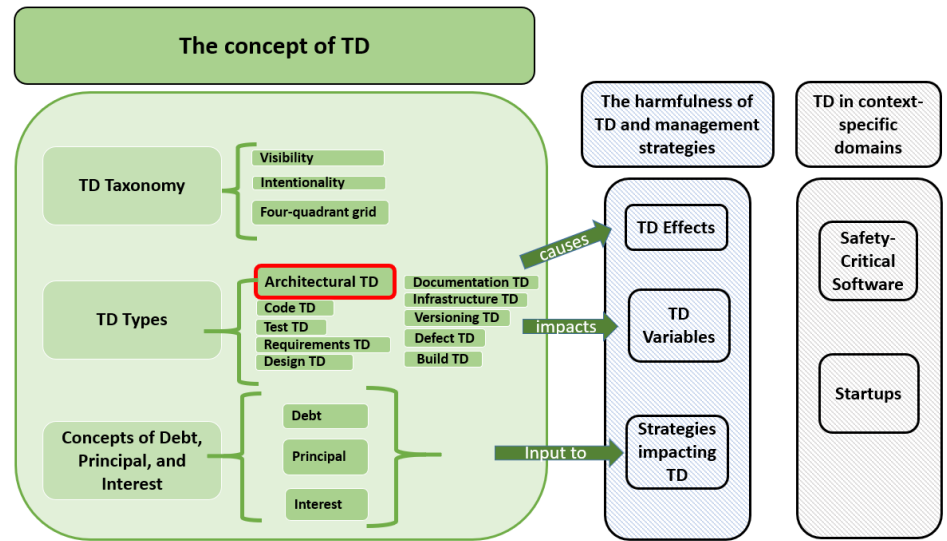 The concept of TD
The harmfulness of
TD and management
strategies
TD in context-
specific
domains
TD Taxonomy
Visibility
Intentionality
Four-quadrant grid
TD Types
Architectural TD
Code TD
Test TD
Requirements TD
Design TD
Documentation TD
Infrastructure TD
Versioning TD
Defect TD
Build TD
Concepts of Debt,
Principal, and
Interest
Debt
Principal
Interest
causes
impacts
Input to
TD Effects
TD
Variables
Strategies
impacting
TD
Safety-
Critical
Software
Startups